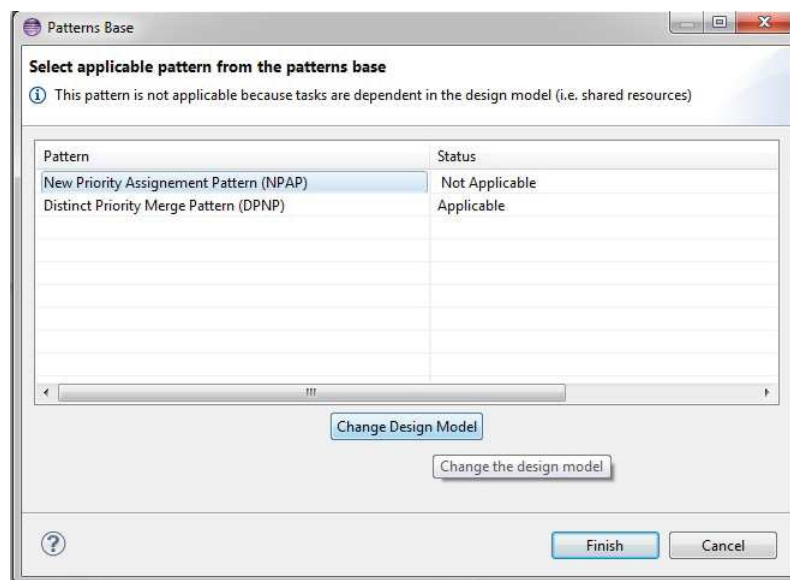 Patterns Base
Select applicable pattern from the patterns base
This pattern is not applicable because tasks are dependent in the design model (i.e. shared resources)
Pattern Status
New Priority Assignement Pattern (NPAP) Not Applicable
Distinct Priority Merge Pattern (DPNP) Applicable
Change Design Model
Change the design model
Finish Cancel